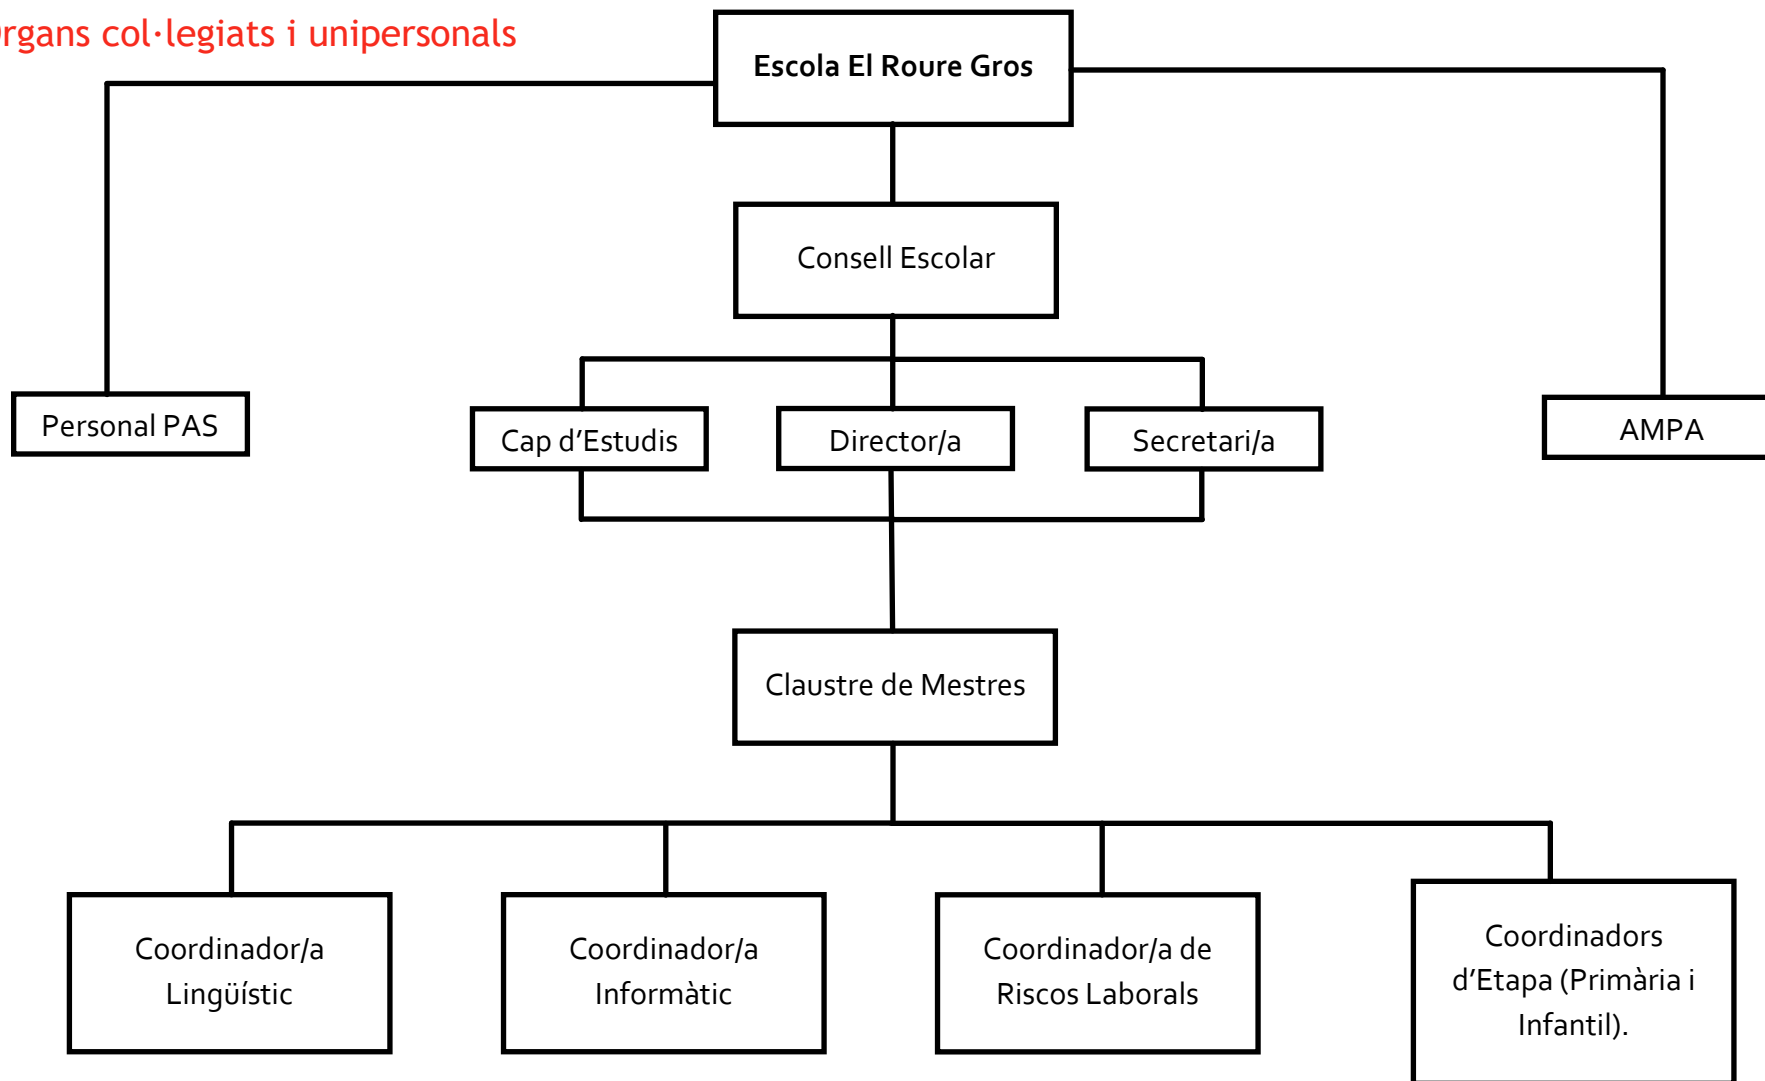 Òrgans col·legiats i unipersonals
Escola El Roure Gros
Consell Escolar
Personal PAS
Cap d’Estudis
Director/a
Secretari/a
AMPA
Claustre de Mestres
Coordinador/a
Lingüístic
Coordinador/a
Informàtic
Coordinador/a de
Riscos Laborals
Coordinadors
d’Etapa (Primària i
Infantil).